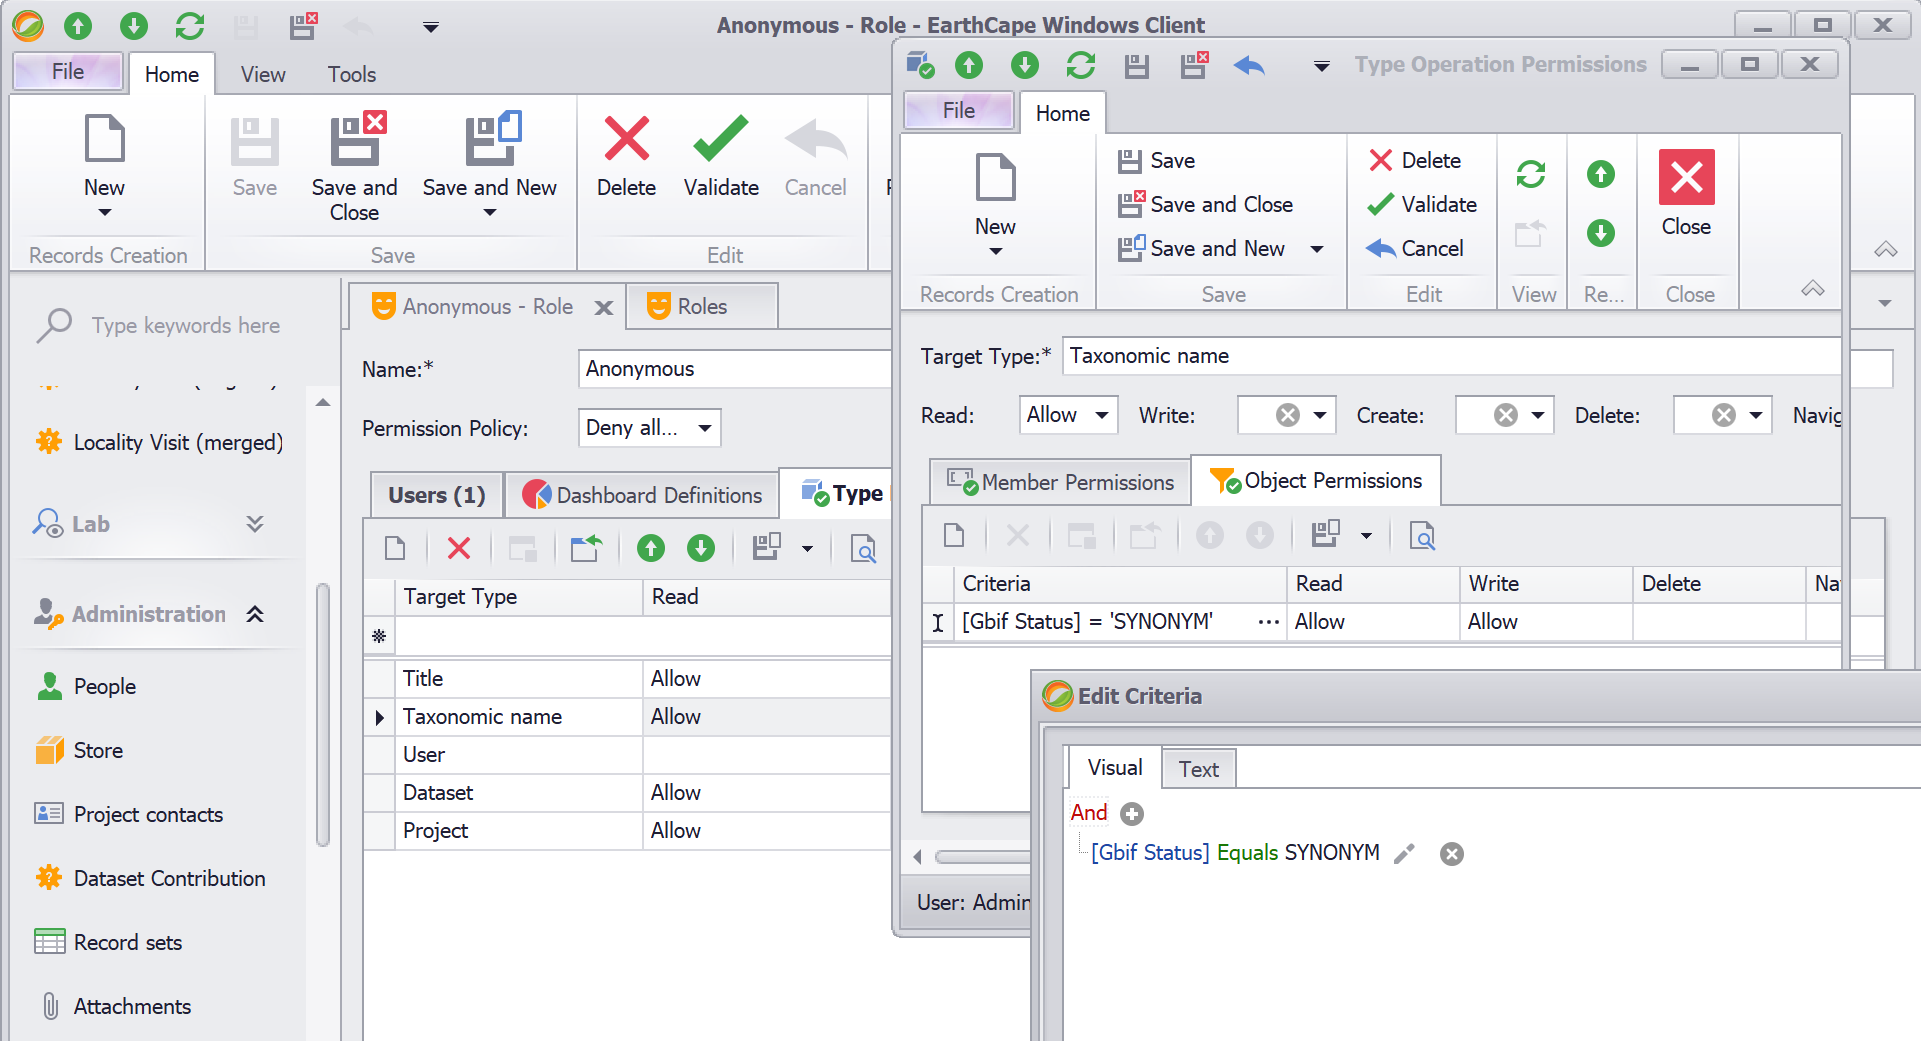 Anonymous - Role - EarthCape Windows Client
File
Home
View
Tools
New
Save
Save and Close
Save and New
Delete
Validate
Cancel
Records Creation
Save
Edit
Type keywords here
Locality Visit (merged)
Lab
Administration
People
Store
Project contacts
Dataset Contribution
Record sets
Attachments
Anonymous - Role
Roles
Name:*
Anonymous
Permission Policy:
Deny all...
Users (1)
Dashboard Definitions
Type
Target Type
Read
Title
Allow
Taxonomic name
Allow
User
Dataset
Allow
Project
Allow
Type Operation Permissions
File
Home
New
Save
Save and Close
Save and New
Delete
Validate
Cancel
Close
Records Creation
Save
Edit
View
Re...
Close
Target Type:*
Taxonomic name
Read:
Allow
Write:
Create:
Delete:
Navig
Member Permissions
Object Permissions
Criteria
Read
Write
Delete
Na
[Gbif Status] = 'SYNONYM'
...
Allow
Allow
User: Admin
Edit Criteria
Visual
Text
And
[Gbif Status] Equals SYNONYM